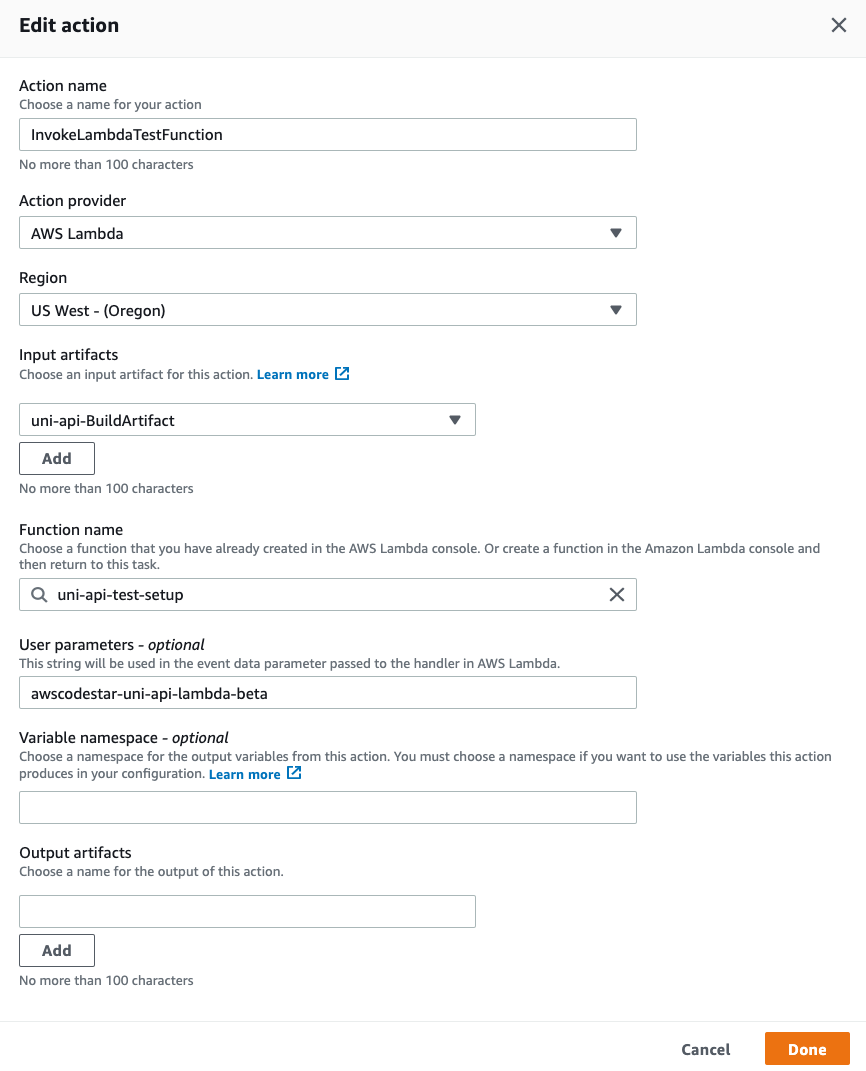 Edit action
Action name
Choose a name for your action
InvokeLambdaTestFunction
No more than 100 characters
Action provider
AWS Lambda
Region
US West - (Oregon)
Input artifacts
Choose an input artifact for this action. Learn more
uni-api-BuildArtifact
Add
No more than 100 characters
Function name
Choose a function that you have already created in the AWS Lambda console. Or create a function in the Amazon Lambda console and
then return to this task.
uni-api-test-setup
User parameters - optional
This string will be used in the event data parameter passed to the handler in AWS Lambda.
awscodestar-uni-api-lambda-beta
Variable namespace - optional
Choose a namespace for the output variables from this action. You must choose a namespace if you want to use the variables this action
produces in your configuration. Learn more
Output artifacts
Choose a name for the output of this action.
Add
No more than 100 characters
Cancel
Done